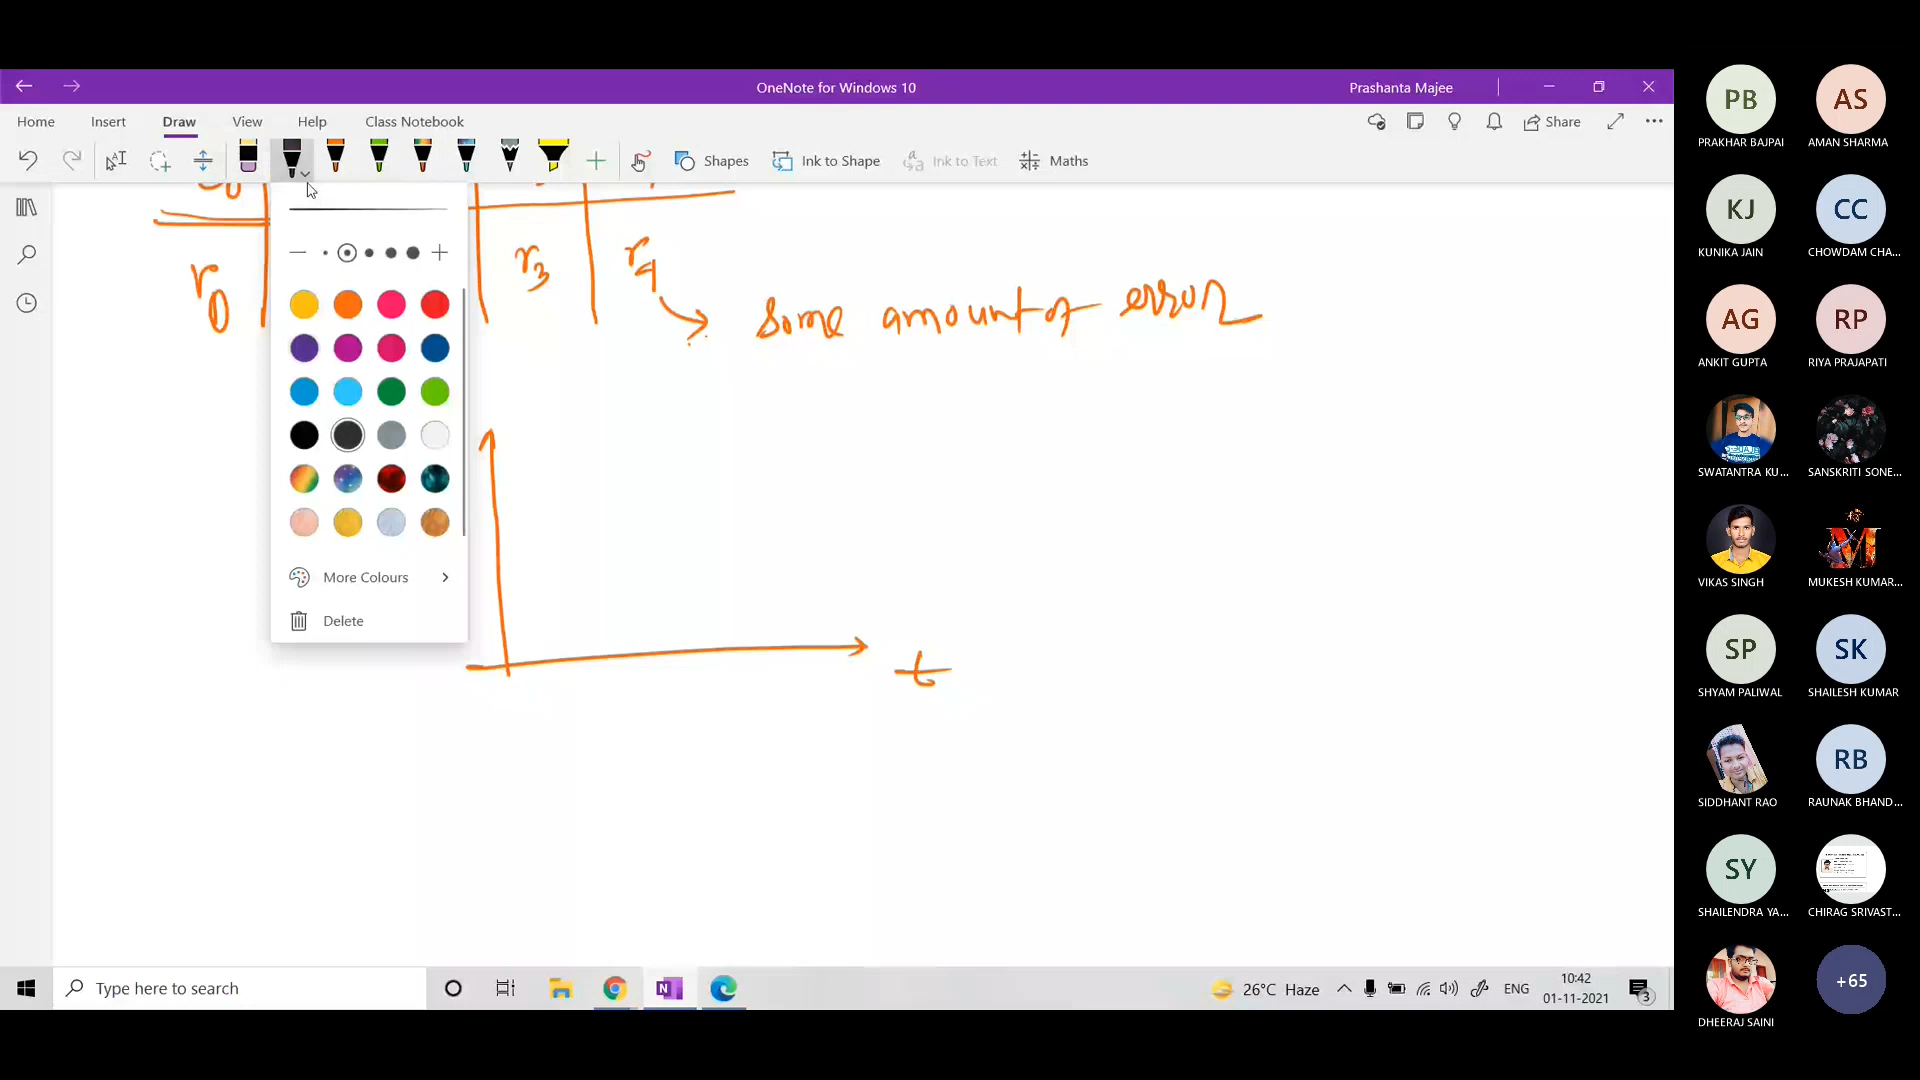 OneNote for Windows 10
Prashanta Majee
Home Insert Draw View Help Class Notebook
Share
Shapes Ink to Shape Ink to Text Maths
r0 r3 r4
some amount of error
t
More Colours
Delete
Type here to search
26°C Haze
ENG
10:42
01-11-2021
3
PB AS
PRAKHAR BAJPAI AMAN SHARMA
KJ CC
KUNIKA JAIN CHOWDAM CHA...
AG RP
ANKIT GUPTA RIYA PRAJAPATI
SWATANTRA KU... SANSKRITI SONE...
VIKAS SINGH MUKESH KUMAR...
SP SK
SHYAM PALIWAL SHAILESH KUMAR
RB
SIDDHANT RAO RAUNAK BHAND...
SY
SHAILENDRA YA... CHIRAG SRIVAST...
+65
DHEERAJ SAINI